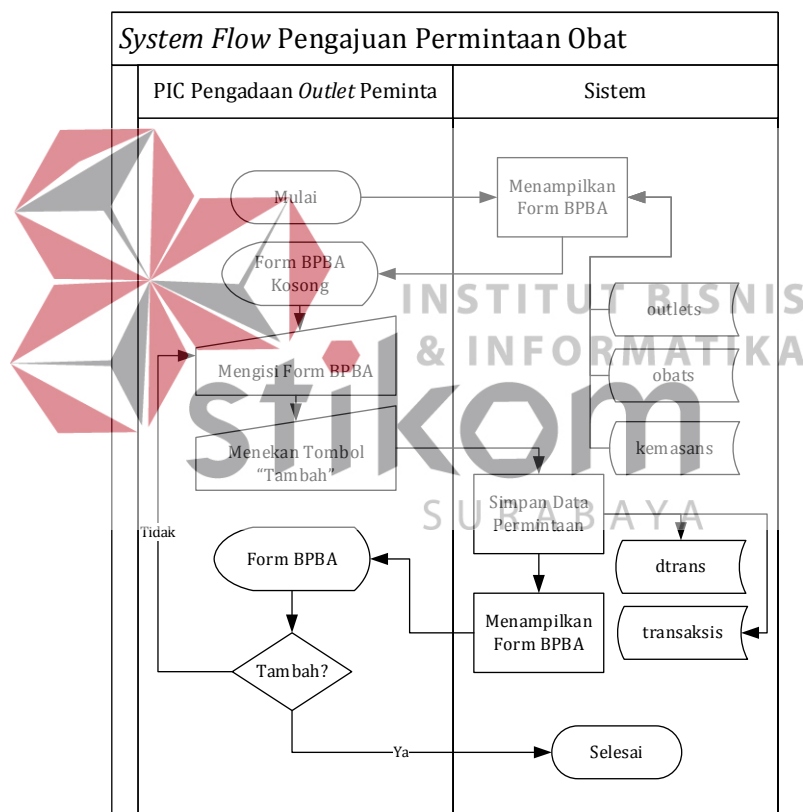 System Flow Pengajuan Permintaan Obat
PIC Pengadaan Outlet Peminta
Sistem
Mulai
Menampilkan
Form BPBA
Form BPBA
Kosong
INSTITUT BISNIS
& INFORMATIKA
stikom
SURABAYA
outlets
obats
kemasans
Mengisi Form BPBA
Menekan Tombol
“Tambah”
Simpan Data
Permintaan
Tidak
Form BPBA
dtrans
Menampilkan
Form BPBA
transaksis
Tambah?
Ya
Selesai